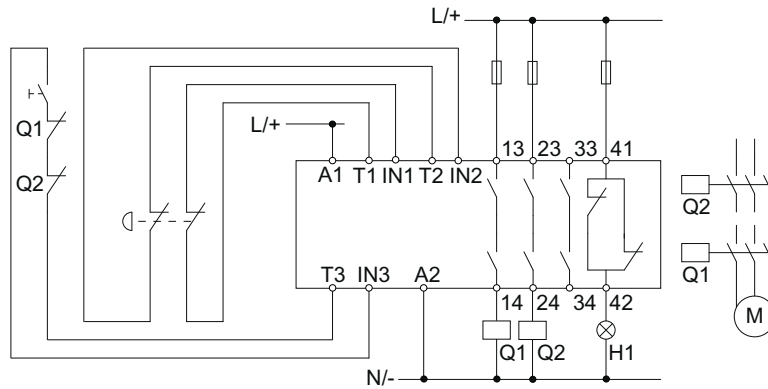 L/+
Q1
L/+
13 23 33 41
Q2
A1 T1 IN1 T2 IN2
Q2
Q1
T3 IN3 A2
14 24 34 42
M
Q1 Q2 H1
N/-